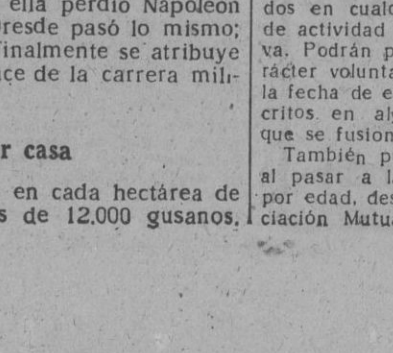 ella perdió Napoleón
resde pasó lo mismo;
inalmente se atribuye
ce de la carrera mili-
r casa
en cada hectárea de
s de 12.000 gusanos.
dos en cualq
de actividad
va. Podrán p
rácter volunta
la fecha de e
critos en al
que se fusion
También p
al pasar a l
por edad, des
ciación Mutua